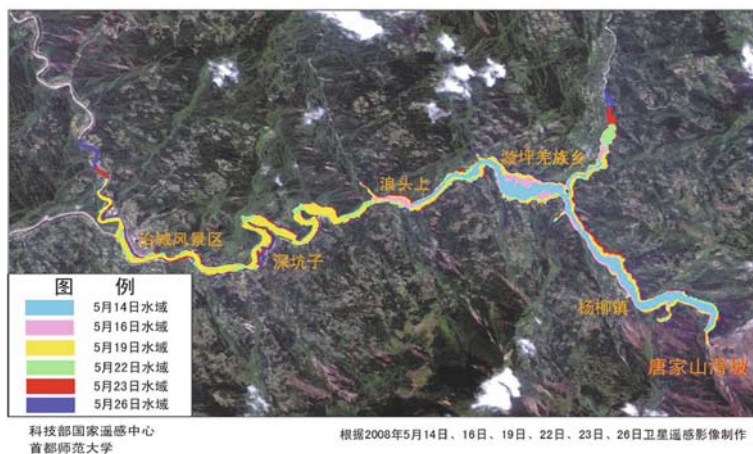 漩坪羌族乡
浪头上
治城风景区
深坑子
杨柳镇
唐家山滑坡
图 例
5月14日水域
5月16日水域
5月19日水域
5月22日水域
5月23日水域
5月26日水域
科技部国家遥感中心
首都师范大学
根据2008年5月14日、16日、19日、22日、23日、26日卫星遥感影像制作